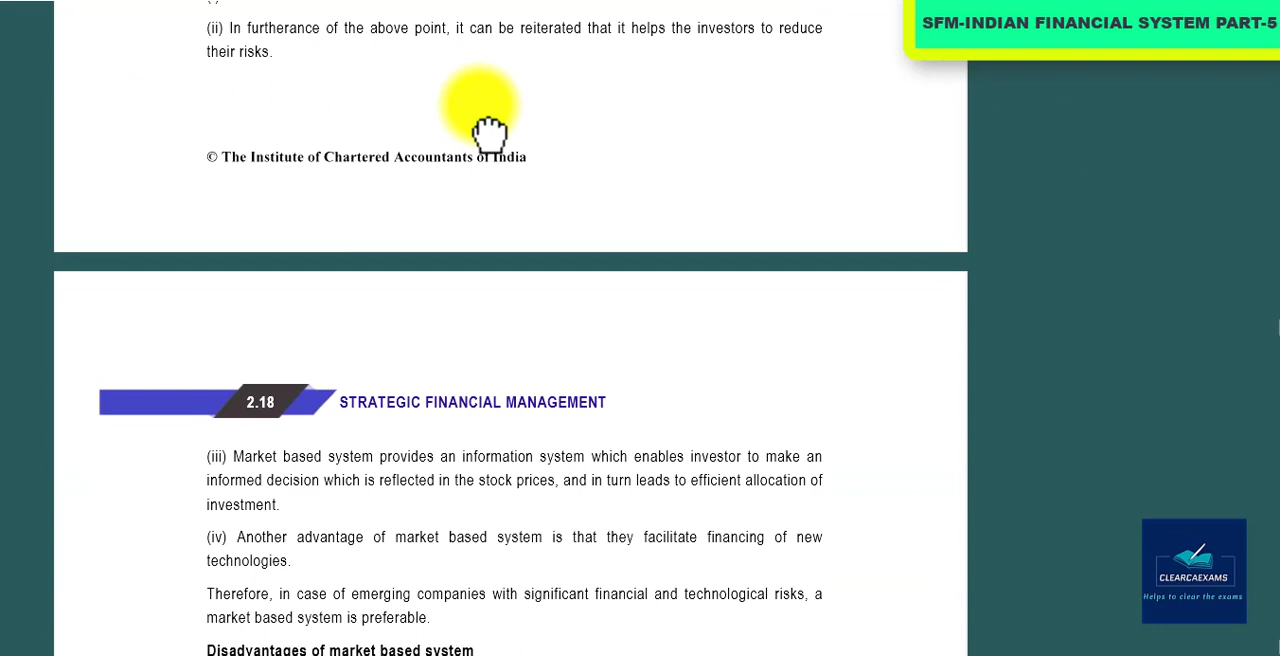 SFM-INDIAN FINANCIAL SYSTEM PART-5
(ii) In furtherance of the above point, it can be reiterated that it helps the investors to reduce
their risks.
© The Institute of Chartered Accountants of India
2.18 STRATEGIC FINANCIAL MANAGEMENT
(iii) Market based system provides an information system which enables investor to make an
informed decision which is reflected in the stock prices, and in turn leads to efficient allocation of
investment.
(iv) Another advantage of market based system is that they facilitate financing of new
technologies.
Therefore, in case of emerging companies with significant financial and technological risks, a
market based system is preferable.
Disadvantages of market based system
CLEARCAEXAMS
Helps to clear the exams